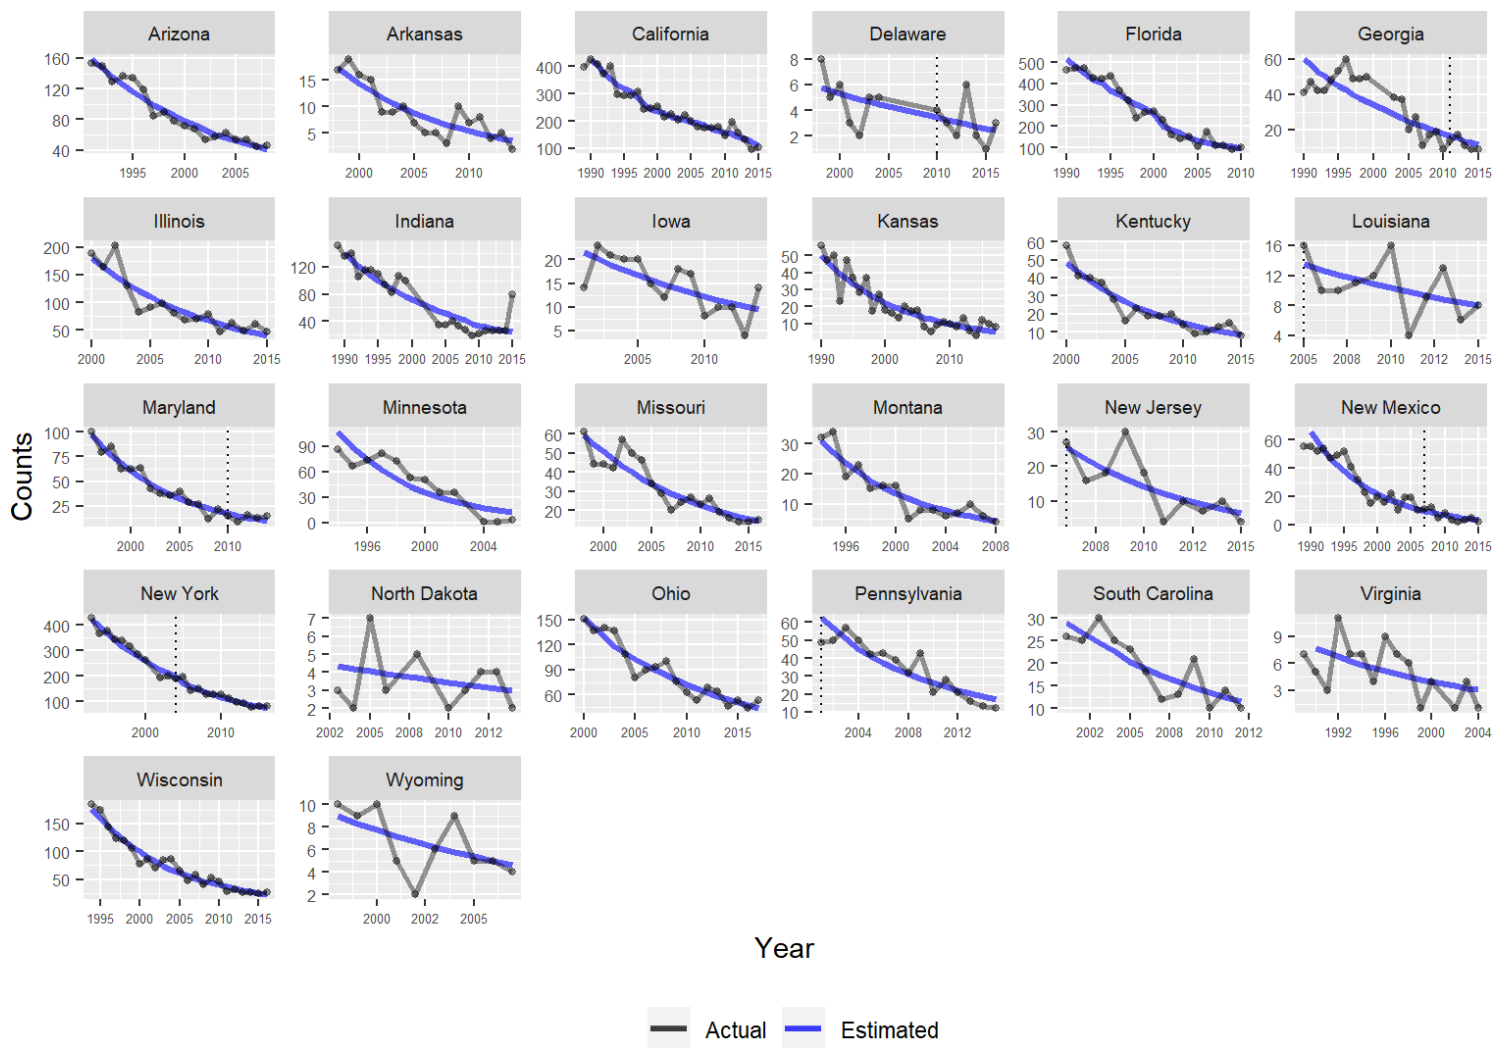 Arizona Arkansas California Delaware Florida Georgia
160 120 80 40 15 10 5 400 300 200 100 8 6 4 2 500 400 300 200 100 60 40 20
1995 2000 2005 2000 2005 2010 1990 1995 2000 2005 2010 2015 2000 2005 2010 2015 1990 1995 2000 2005 2010 1990 1995 2000 2005 2010 2015
Illinois Indiana Iowa Kansas Kentucky Louisiana
200 150 100 50 120 80 40 20 15 10 5 50 40 30 20 10 60 50 40 30 20 10 16 12 8 4
2000 2005 2010 2015 1990 1995 2000 2005 2010 2015 2005 2010 1990 2000 2010 2000 2005 2010 2015 2005 2008 2010 2012 2015
Maryland Minnesota Missouri Montana New Jersey New Mexico
100 75 50 25 90 60 30 0 60 50 40 30 20 30 20 10 30 20 10 60 40 20 0
2000 2005 2010 1996 2000 2004 2000 2005 2010 2015 1996 2000 2004 2008 2008 2010 2012 2015 1990 1995 2000 2005 2010 2015
New York North Dakota Ohio Pennsylvania South Carolina Virginia
400 300 200 100 7 6 5 4 3 2 150 120 90 60 60 50 40 30 20 10 30 25 20 15 10 9 6 3
2000 2010 2002 2005 2008 2010 2012 2000 2005 2010 2015 2004 2008 2012 2002 2005 2008 2010 2012 1992 1996 2000 2004
Wisconsin Wyoming
150 100 50 10 8 6 4 2
1995 2000 2005 2010 2015 2000 2002 2005
Counts
Year
Actual Estimated